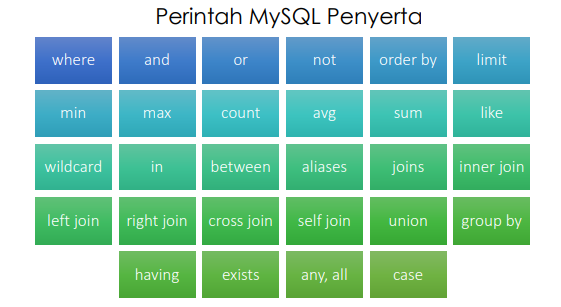 Perintah MySQL Penyerta
where and or not order by limit
min max count avg sum like
wildcard in between aliases joins inner join
left join right join cross join self join union group by
having exists any, all case